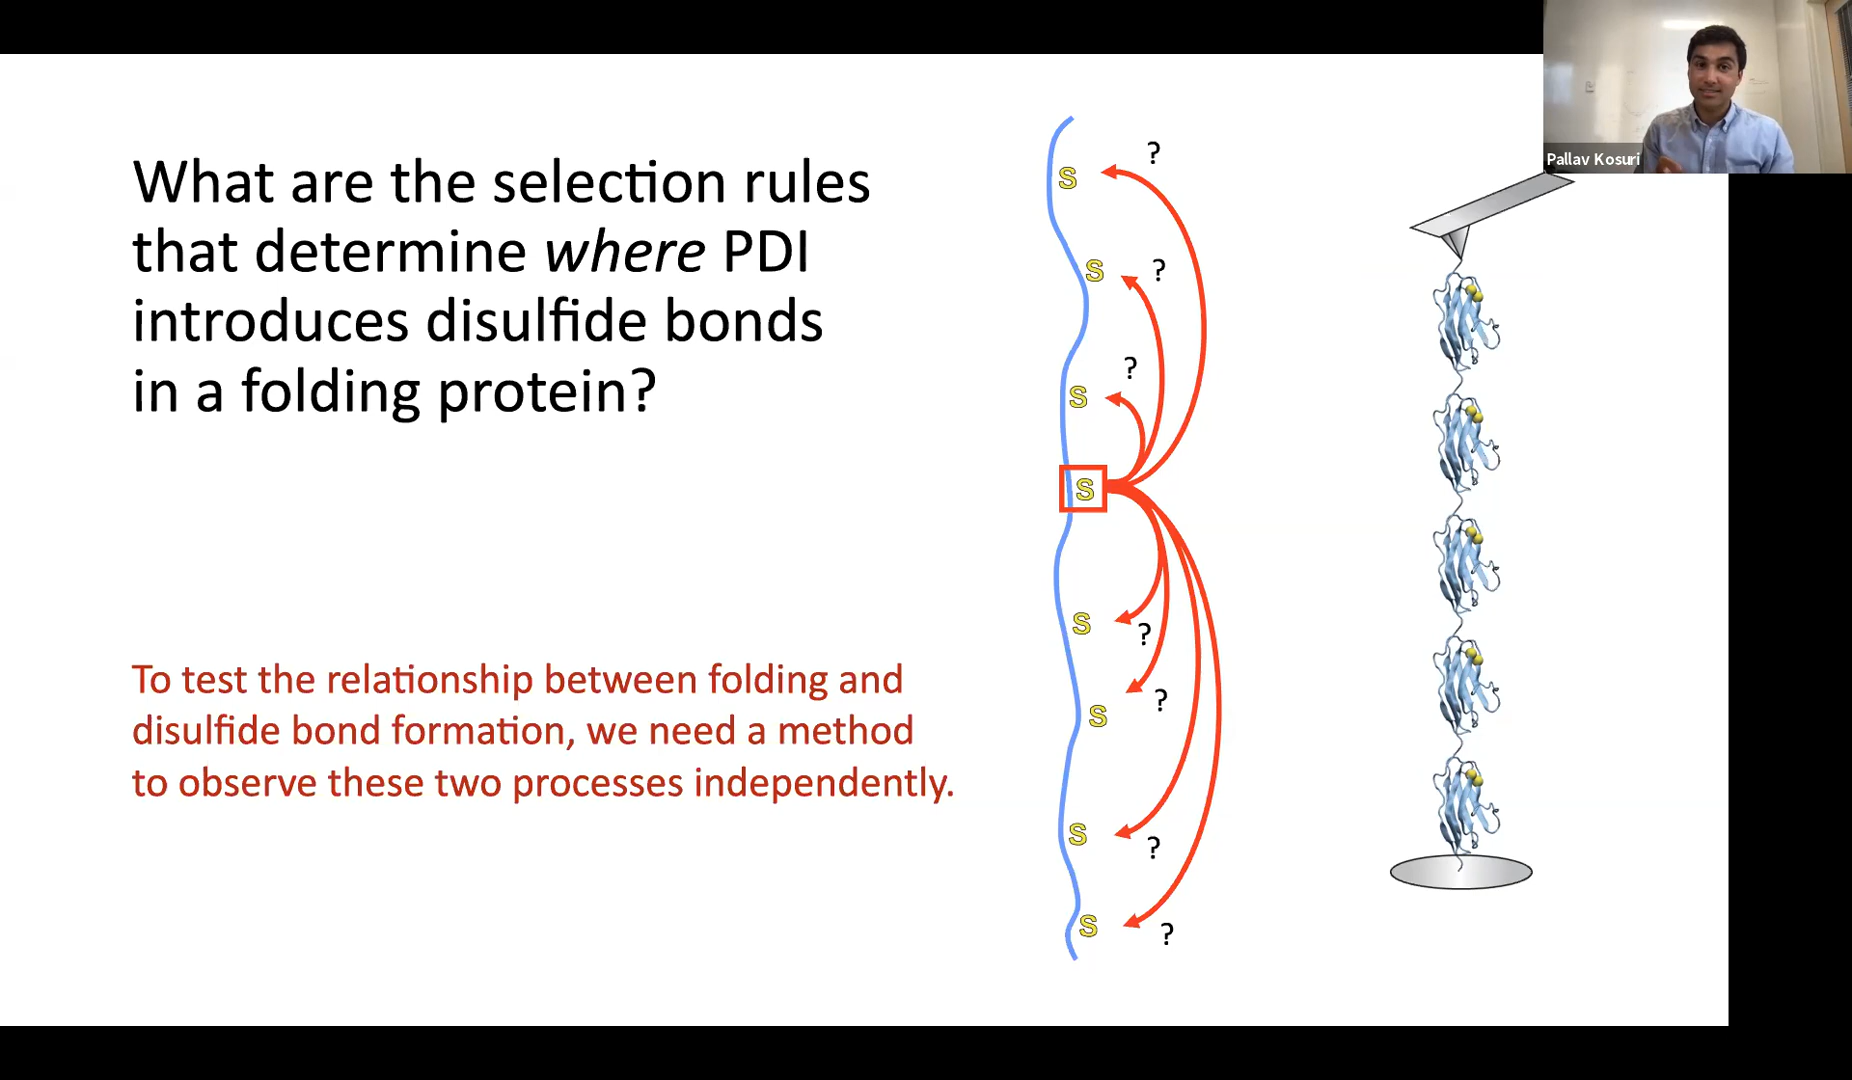 What are the selection rules
that determine where PDI
introduces disulfide bonds
in a folding protein?
To test the relationship between folding and
disulfide bond formation, we need a method
to observe these two processes independently.
?
S
?
S
?
S
S
S
?
?
S
S
?
S
?
Pallav Kosuri